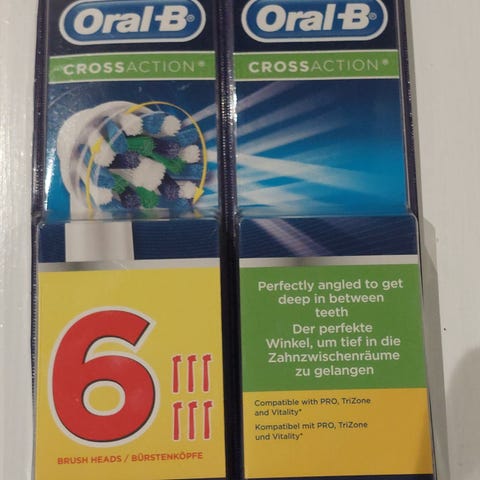 Oral-B®
CROSSACTION®
6
BRUSH HEADS / BÜRSTENKÖPFE
Oral-B®
CROSSACTION®
Perfectly angled to get
deep in between
teeth
Der perfekte
Winkel, um tief in die
Zahnzwischenräume
zu gelangen
Compatible with PRO, TriZone
and Vitality*
Kompatibel mit PRO, TriZone
und Vitality*